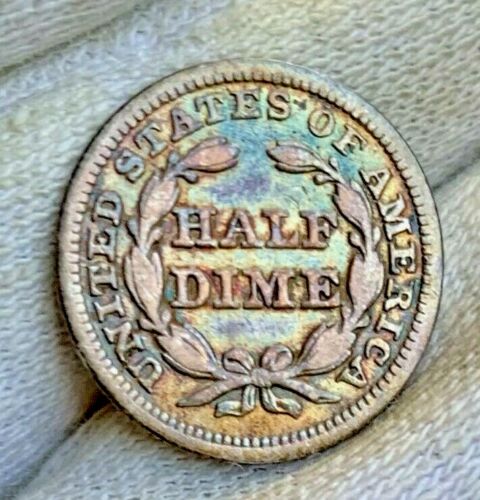 UNITED STATES OF AMERICA
HALF
DIME